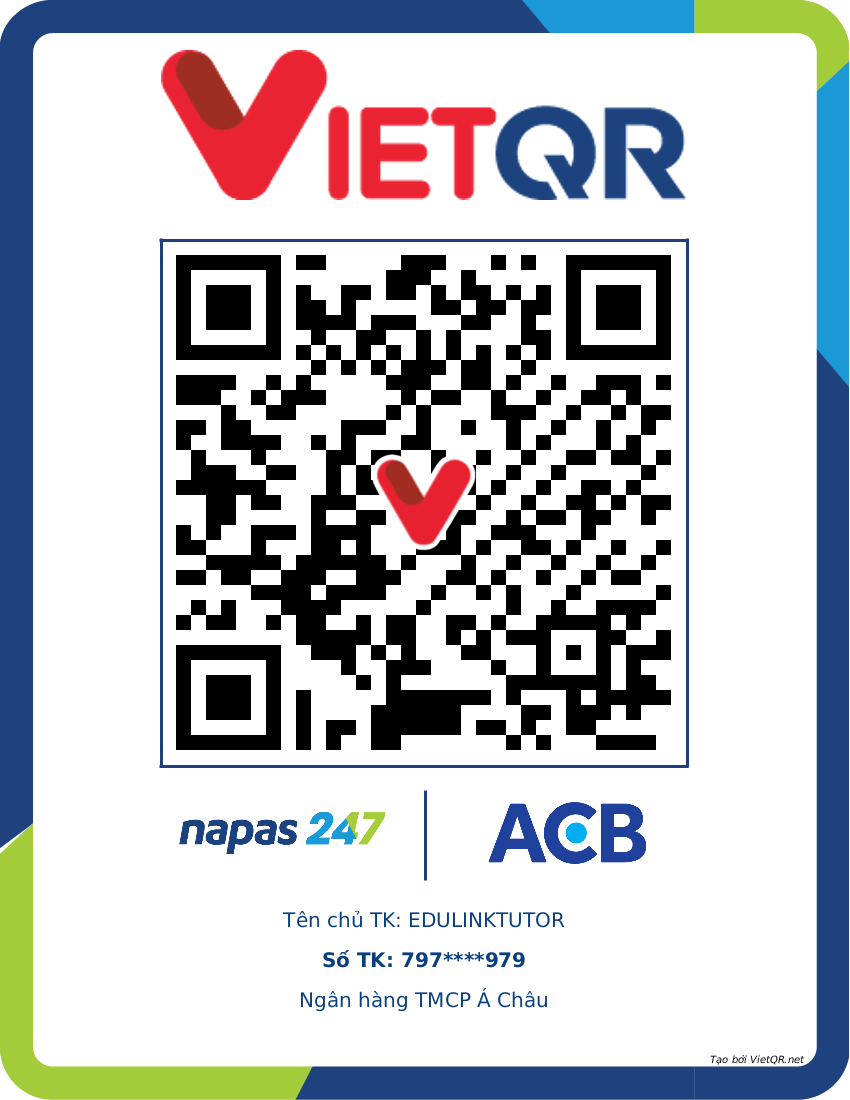 VIETQR
napas 247
ACB
Tên chủ TK: EDULINKTUTOR
Số TK: 797****979
Ngân hàng TMCP Á Châu
Tạo bởi VietQR.net